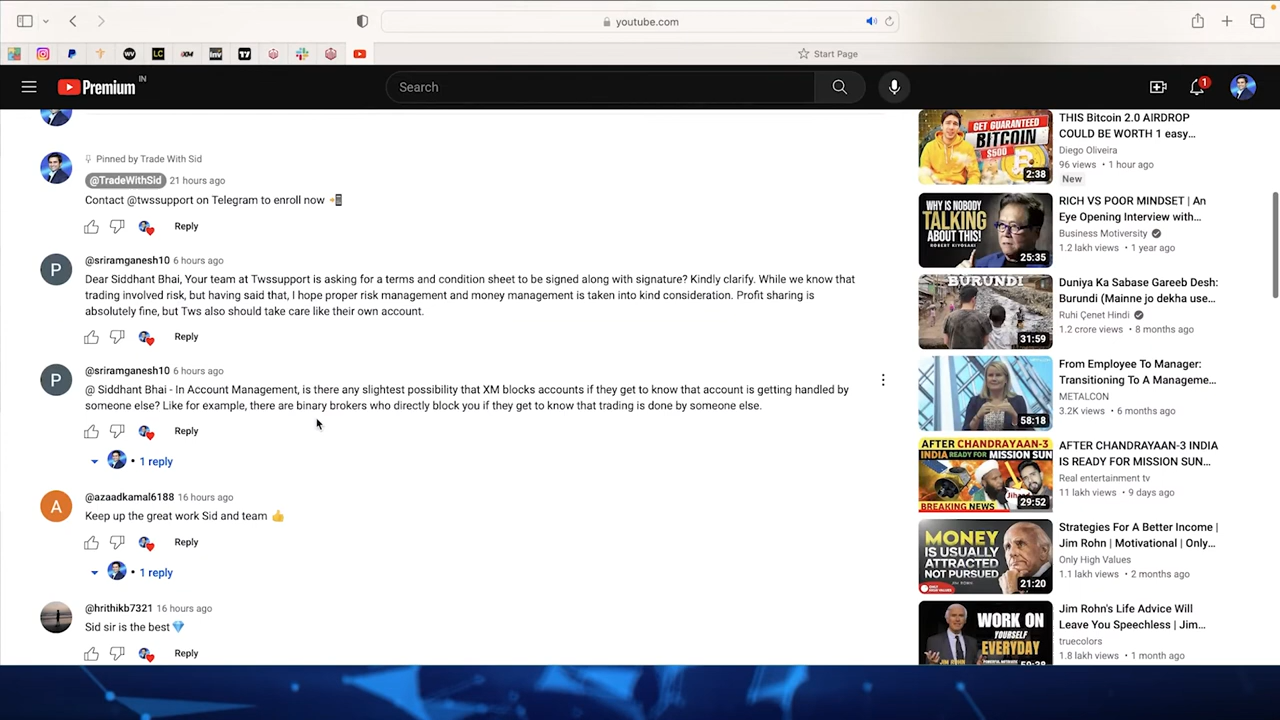 youtube.com
LC
XM
Inv
Start Page
Premium IN
Search
1
Pinned by Trade With Sid
@TradeWithSid 21 hours ago
Contact @twssupport on Telegram to enroll now
Reply
P
@sriramganesh10 6 hours ago
Dear Siddhant Bhai, Your team at Twssupport is asking for a terms and condition sheet to be signed along with signature? Kindly clarify. While we know that
trading involved risk, but having said that, I hope proper risk management and money management is taken into kind consideration. Profit sharing is
absolutely fine, but Tws also should take care like their own account.
Reply
P
@sriramganesh10 6 hours ago
@ Siddhant Bhai - In Account Management, is there any slightest possibility that XM blocks accounts if they get to know that account is getting handled by
someone else? Like for example, there are binary brokers who directly block you if they get to know that trading is done by someone else.
Reply
• 1 reply
A
@azaadkamal6188 16 hours ago
Keep up the great work Sid and team 👍
Reply
• 1 reply
@hrithikb7321 16 hours ago
Sid sir is the best💎
Reply
GET GUARANTEED
BITCOIN
$500
2:38
THIS Bitcoin 2.0 AIRDROP
COULD BE WORTH 1 easy...
Diego Oliveira
96 views • 1 hour ago
New
WHY IS NOBODY
TALKING
ABOUT THIS!
ROBERT KIYOSAKI
25:35
RICH VS POOR MINDSET | An
Eye Opening Interview with...
Business Motiversity
1.2 lakh views • 1 year ago
BURUNDI
31:59
Duniya Ka Sabase Gareeb Desh:
Burundi (Mainne jo dekha use...
Ruhi Çenet Hindi
1.2 crore views • 8 months ago
58:18
From Employee To Manager:
Transitioning To A Manageme...
METALCON
3.2K views • 6 months ago
AFTER CHANDRAYAAN-3
INDIA IS READY FOR MISSION SUN
Jihad
BREAKING NEWS
29:52
AFTER CHANDRAYAAN-3 INDIA
IS READY FOR MISSION SUN...
Real entertainment tv
11 lakh views • 9 days ago
MONEY
IS USUALLY
ATTRACTED
NOT PURSUED
JIM ROHN
ONLY HIGH VALUES
21:20
Strategies For A Better Income |
Jim Rohn | Motivational | Only...
Only High Values
1.1 lakh views • 2 months ago
WORK ON
YOURSELF
EVERYDAY
Jim Rohn's Life Advice Will
Leave You Speechless | Jim...
truecolors
1.8 lakh views • 1 month ago